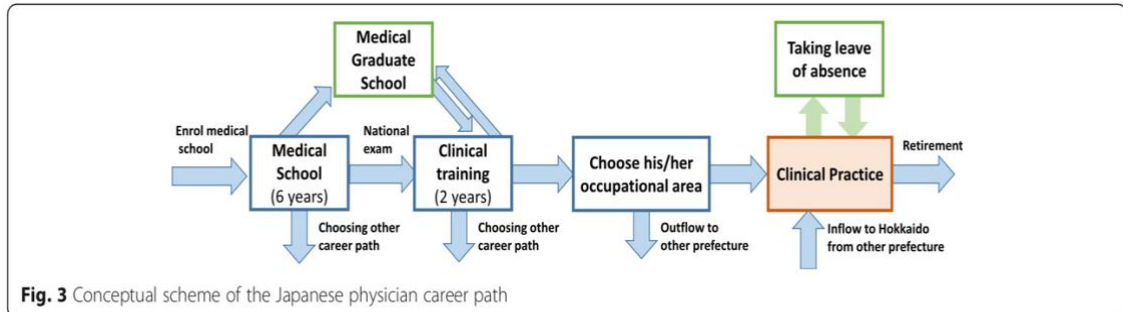 Medical
Graduate
School
Taking leave
of absence
Enrol medical
school
Medical
School
(6 years)
National
exam
Clinical
training
(2 years)
Choose his/her
occupational area
Clinical Practice
Retirement
Choosing other
career path
Choosing other
career path
Outflow to
other prefecture
Inflow to Hokkaido
from other prefecture
Fig. 3 Conceptual scheme of the Japanese physician career path